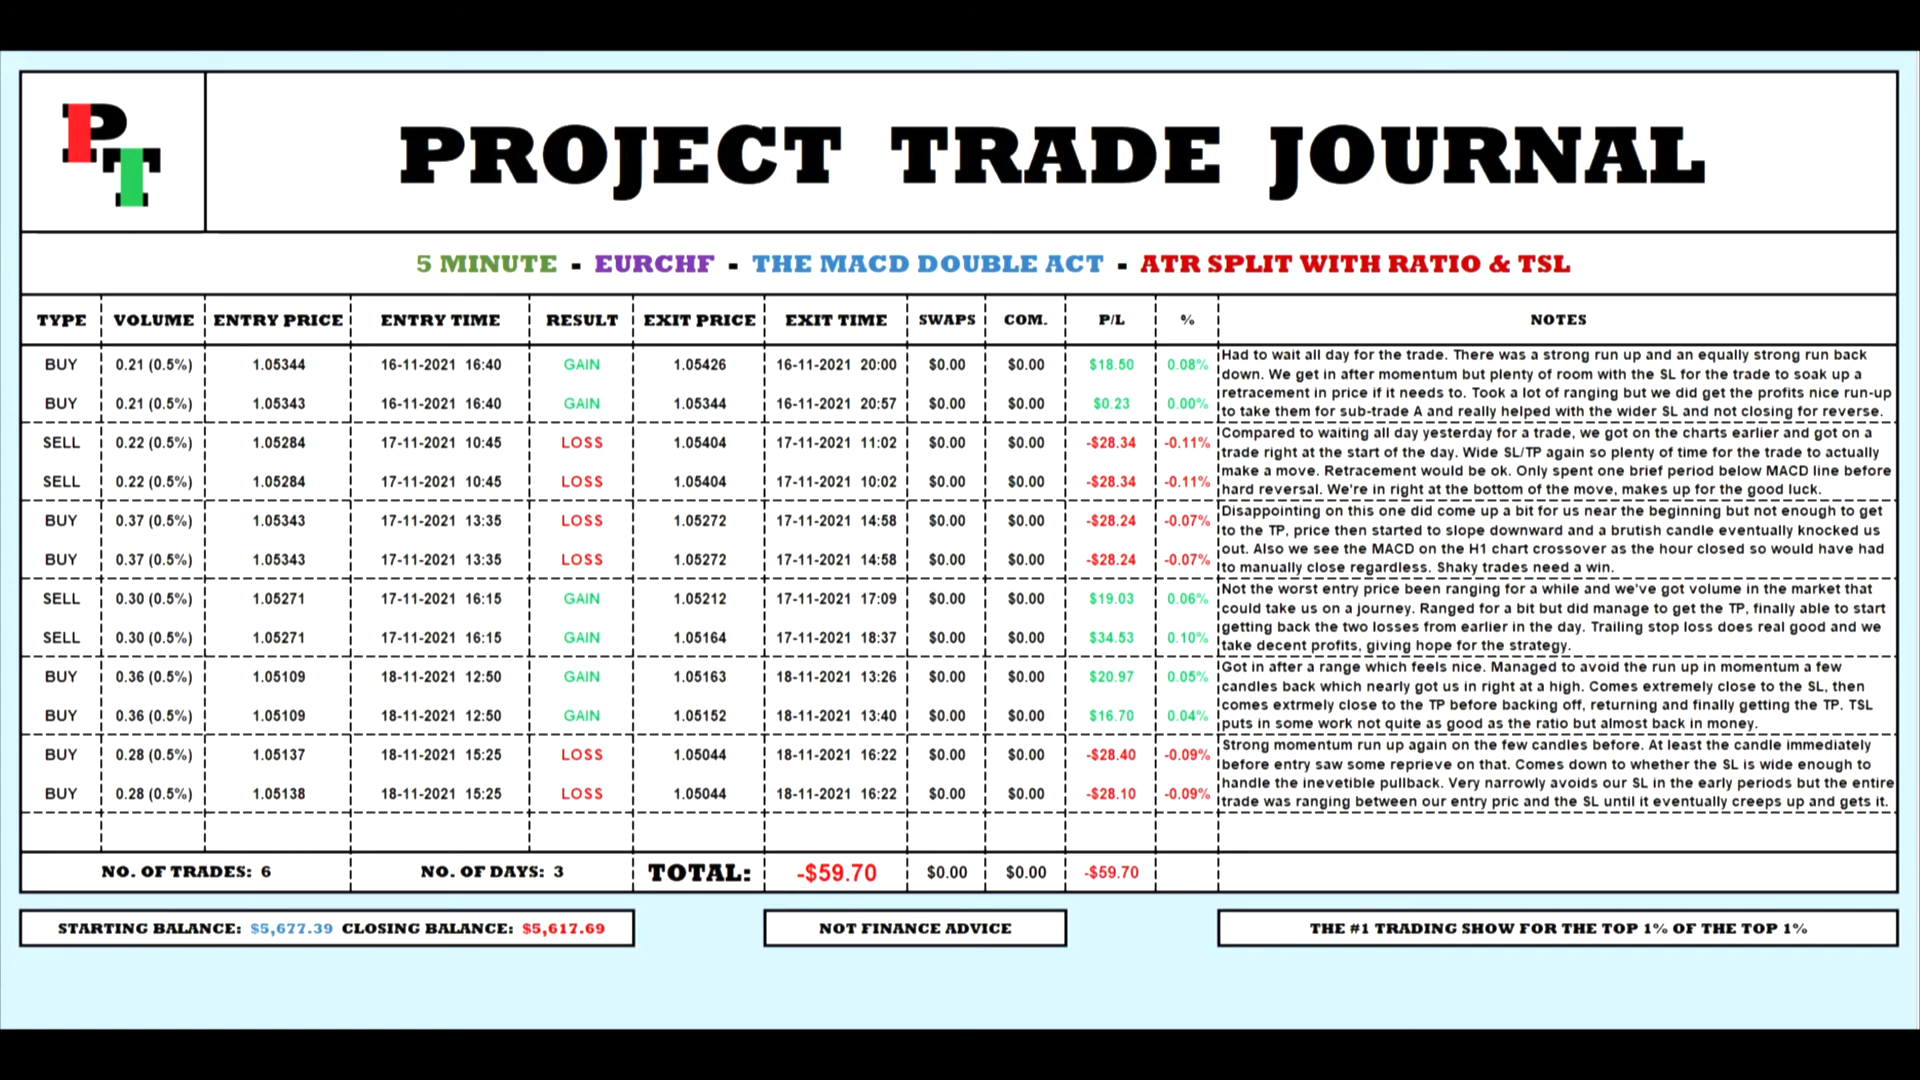 PT
PROJECT TRADE JOURNAL
5 MINUTE - EURCHF - THE MACD DOUBLE ACT - ATR SPLIT WITH RATIO & TSL
TYPE VOLUME ENTRY PRICE ENTRY TIME RESULT EXIT PRICE EXIT TIME SWAPS COM. P/L % NOTES
BUY 0.21 (0.5%) 1.05344 16-11-2021 16:40 GAIN 1.05426 16-11-2021 20:00 $0.00 $0.00 $18.50 0.08%
BUY 0.21 (0.5%) 1.05343 16-11-2021 16:40 GAIN 1.05344 16-11-2021 20:57 $0.00 $0.00 $0.23 0.00%
Had to wait all day for the trade. There was a strong run up and an equally strong run back
down. We get in after momentum but plenty of room with the SL for the trade to soak up a
retracement in price if it needs to. Took a lot of ranging but we did get the profits nice run-up
to take them for sub-trade A and really helped with the wider SL and not closing for reverse.
SELL 0.22 (0.5%) 1.05284 17-11-2021 10:45 LOSS 1.05404 17-11-2021 11:02 $0.00 $0.00 -$28.34 -0.11%
SELL 0.22 (0.5%) 1.05284 17-11-2021 10:45 LOSS 1.05404 17-11-2021 10:02 $0.00 $0.00 -$28.34 -0.11%
Compared to waiting all day yesterday for a trade, we got on the charts earlier and got on a
trade right at the start of the day. Wide SL/TP again so plenty of time for the trade to actually
make a move. Retracement would be ok. Only spent one brief period below MACD line before
hard reversal. We're in right at the bottom of the move, makes up for the good luck.
BUY 0.37 (0.5%) 1.05343 17-11-2021 13:35 LOSS 1.05272 17-11-2021 14:58 $0.00 $0.00 -$28.24 -0.07%
BUY 0.37 (0.5%) 1.05343 17-11-2021 13:35 LOSS 1.05272 17-11-2021 14:58 $0.00 $0.00 -$28.24 -0.07%
Disappointing on this one did come up a bit for us near the beginning but not enough to get
to the TP, price then started to slope downward and a brutish candle eventually knocked us
out. Also we see the MACD on the H1 chart crossover as the hour closed so would have had
to manually close regardless. Shaky trades need a win.
SELL 0.30 (0.5%) 1.05271 17-11-2021 16:15 GAIN 1.05212 17-11-2021 17:09 $0.00 $0.00 $19.03 0.06%
SELL 0.30 (0.5%) 1.05271 17-11-2021 16:15 GAIN 1.05164 17-11-2021 18:37 $0.00 $0.00 $34.53 0.10%
Not the worst entry price been ranging for a while and we've got volume in the market that
could take us on a journey. Ranged for a bit but did manage to get the TP, finally able to start
getting back the two losses from earlier in the day. Trailing stop loss does real good and we
take decent profits, giving hope for the strategy.
BUY 0.36 (0.5%) 1.05109 18-11-2021 12:50 GAIN 1.05163 18-11-2021 13:26 $0.00 $0.00 $20.97 0.05%
BUY 0.36 (0.5%) 1.05109 18-11-2021 12:50 GAIN 1.05152 18-11-2021 13:40 $0.00 $0.00 $16.70 0.04%
Got in after a range which feels nice. Managed to avoid the run up in momentum a few
candles back which nearly got us in right at a high. Comes extremely close to the SL, then
comes extrmely close to the TP before backing off, returning and finally getting the TP. TSL
puts in some work not quite as good as the ratio but almost back in money.
BUY 0.28 (0.5%) 1.05137 18-11-2021 15:25 LOSS 1.05044 18-11-2021 16:22 $0.00 $0.00 -$28.40 -0.09%
BUY 0.28 (0.5%) 1.05138 18-11-2021 15:25 LOSS 1.05044 18-11-2021 16:22 $0.00 $0.00 -$28.10 -0.09%
Strong momentum run up again on the few candles before. At least the candle immediately
before entry saw some reprieve on that. Comes down to whether the SL is wide enough to
handle the inevetible pullback. Very narrowly avoids our SL in the early periods but the entire
trade was ranging between our entry pric and the SL until it eventually creeps up and gets it.
NO. OF TRADES: 6 NO. OF DAYS: 3 TOTAL: -$59.70 $0.00 $0.00 -$59.70
STARTING BALANCE: $5,677.39 CLOSING BALANCE: $5,617.69
NOT FINANCE ADVICE
THE #1 TRADING SHOW FOR THE TOP 1% OF THE TOP 1%